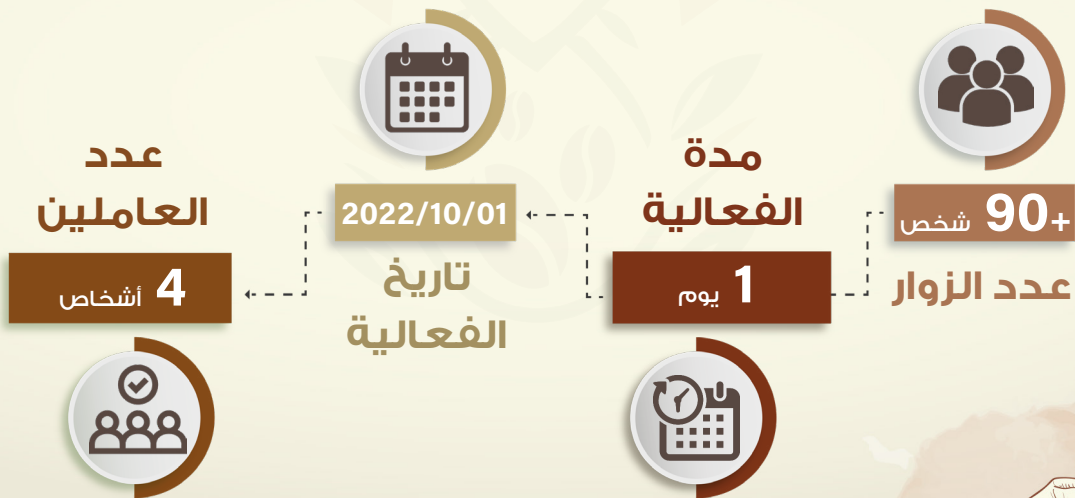 +90 شخص
عدد الزوار
مدة
الفعالية
1 يوم
2022/10/01
تاريخ
الفعالية
عدد
العاملين
4 أشخاص